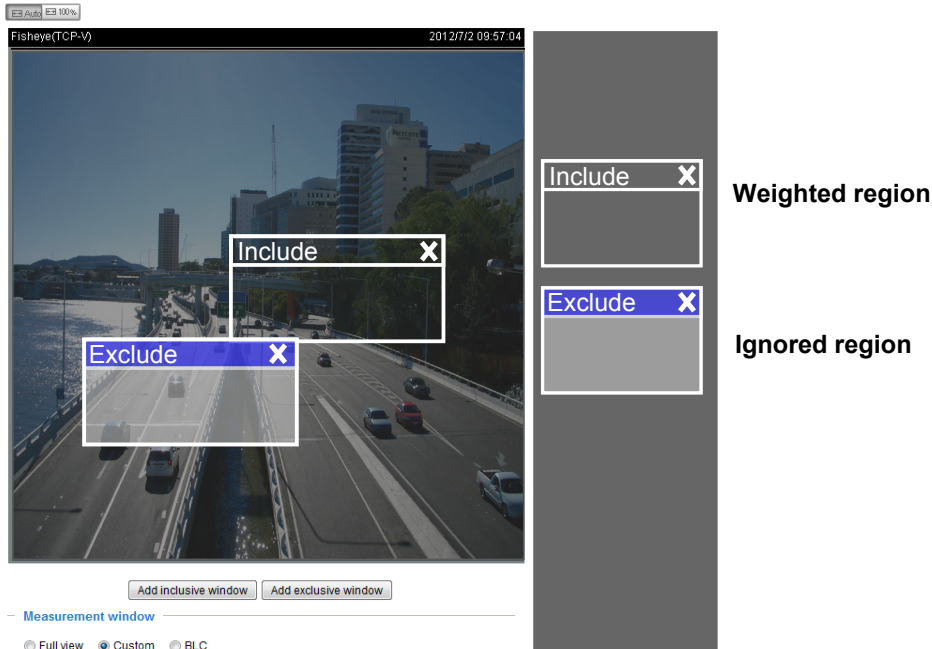 Auto 100%
Fisheye(TCP-V) 2012/7/2 09:57:04
Include
Weighted region
Include
Exclude
Ignored region
Exclude
Add inclusive window Add exclusive window
Measurement window
Full view Custom BLC